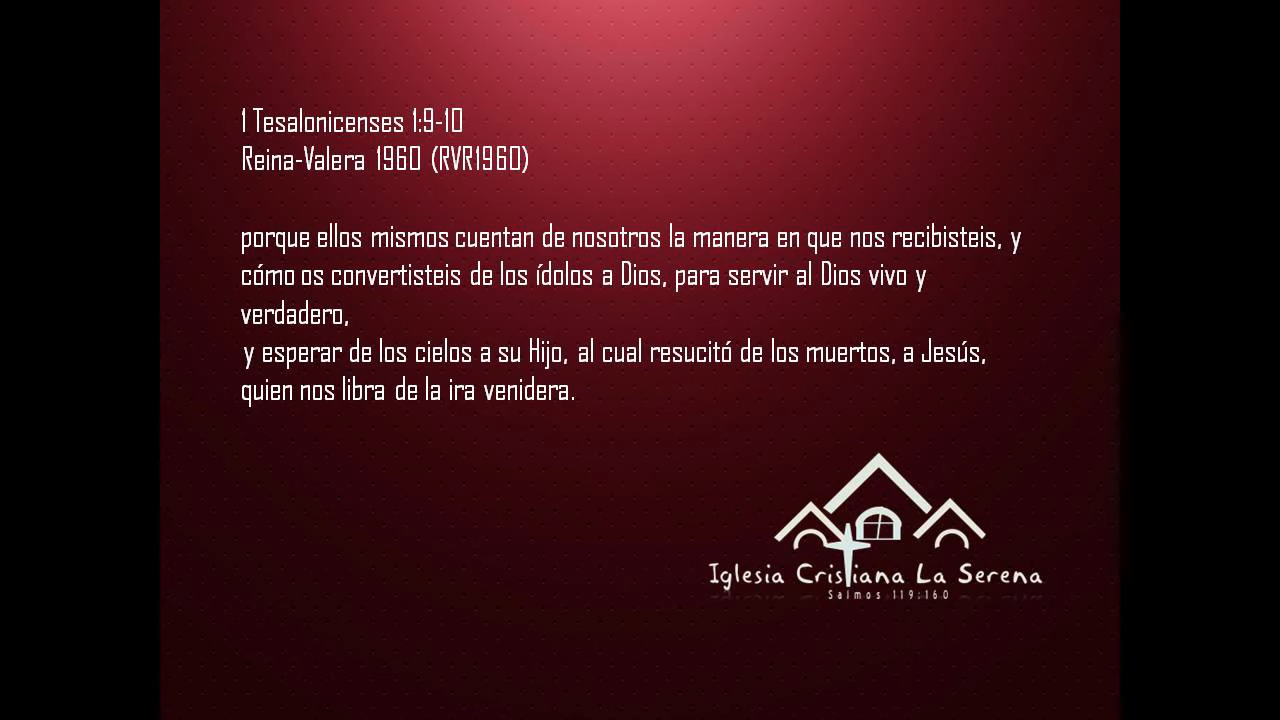 1 Tesalonicenses 1:9-10
Reina-Valera 1960 (RVR1960)
porque ellos mismos cuentan de nosotros la manera en que nos recibisteis, y
cómo os convertisteis de los ídolos a Dios, para servir al Dios vivo y
verdadero,
y esperar de los cielos a su Hijo, al cual resucitó de los muertos, a Jesús,
quien nos libra de la ira venidera.
Iglesia Cristiana La Serena
Salmos 119:160